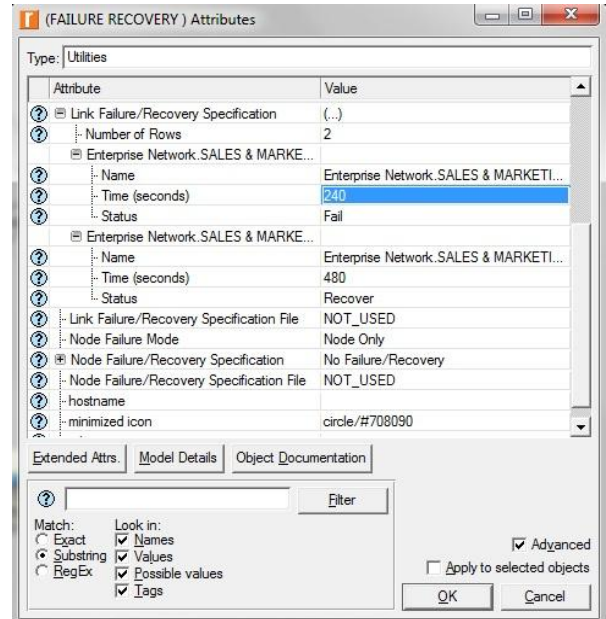 (FAILURE RECOVERY ) Attributes
Type: Utilities
Attribute Value
Link Failure/Recovery Specification (...)
Number of Rows 2
Enterprise Network.SALES & MARKE...
Name Enterprise Network.SALES & MARKETI...
Time (seconds) 240
Status Fail
Enterprise Network.SALES & MARKE...
Name Enterprise Network.SALES & MARKETI...
Time (seconds) 480
Status Recover
Link Failure/Recovery Specification File NOT_USED
Node Failure Mode Node Only
Node Failure/Recovery Specification No Failure/Recovery
Node Failure/Recovery Specification File NOT_USED
hostname
minimized icon circle/#708090
Extended Attrs. Model Details Object Documentation
Filter
Match: Look in:
Exact Names
Substring Values
RegEx Possible values
Tags
Advanced
Apply to selected objects
OK Cancel